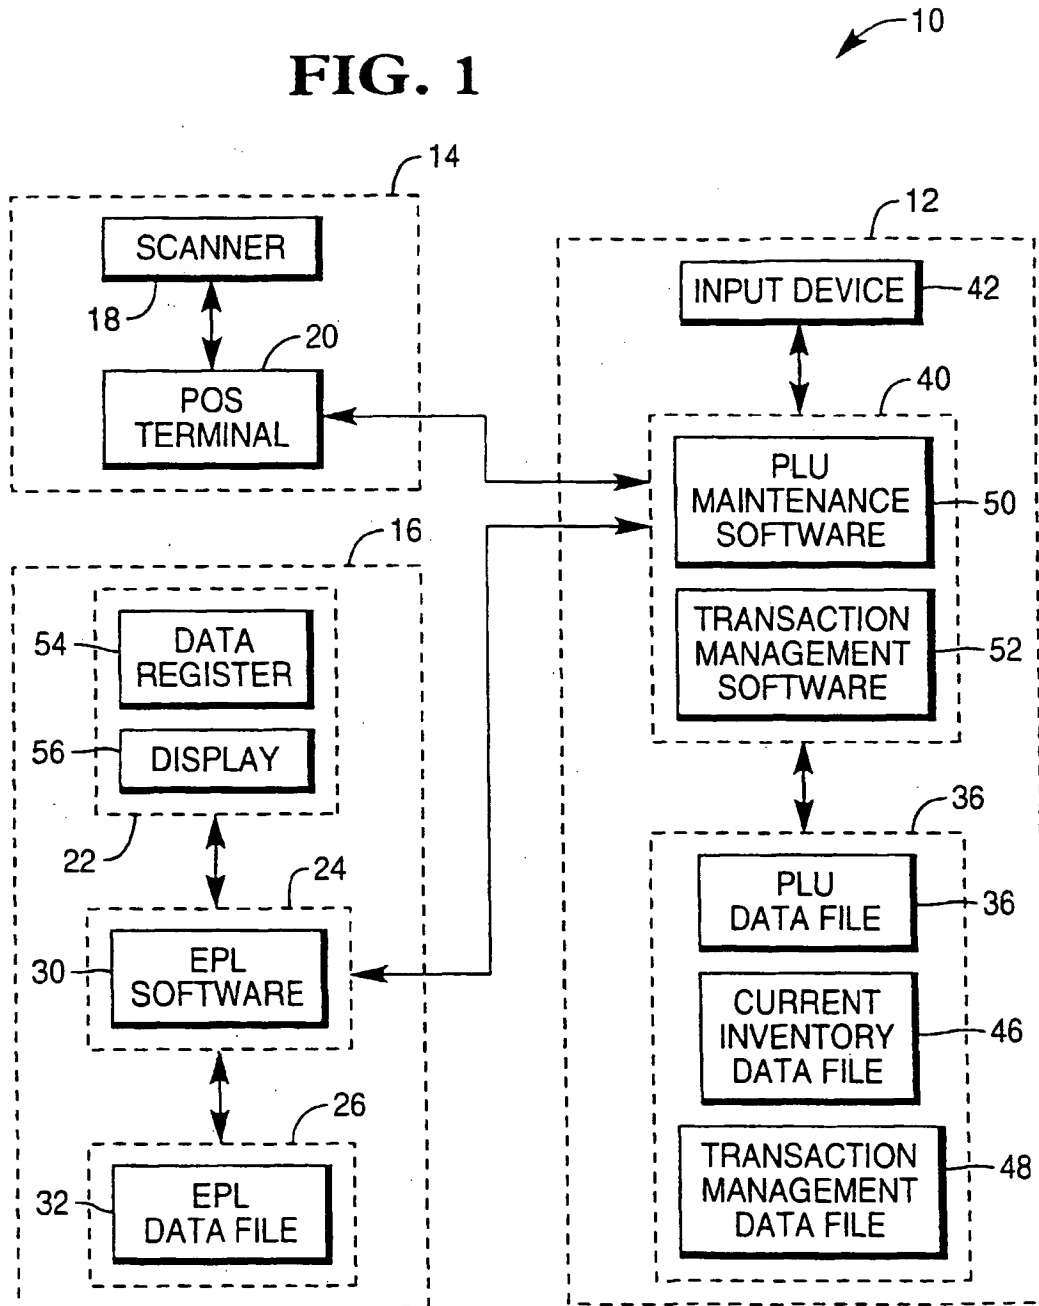 10
FIG. 1
14
SCANNER
18
20
POS
TERMINAL
12
INPUT DEVICE
42
40
PLU
MAINTENANCE
SOFTWARE
50
TRANSACTION
MANAGEMENT
SOFTWARE
52
16
54
DATA
REGISTER
56
DISPLAY
22
24
30
EPL
SOFTWARE
26
32
EPL
DATA FILE
36
PLU
DATA FILE
36
CURRENT
INVENTORY
DATA FILE
46
TRANSACTION
MANAGEMENT
DATA FILE
48